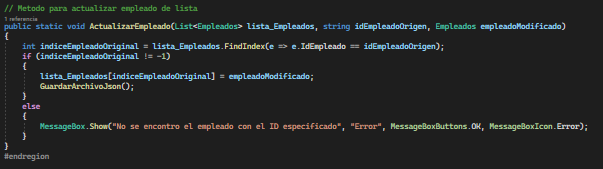 // Metodo para actualizar empleado de lista
1 referencia
public static void ActualizarEmpleado(List<Empleados> lista_Empleados, string idEmpleadoOrigen, Empleados empleadoModificado)
{
int indiceEmpleadoOriginal = lista_Empleados.FindIndex(e => e.IdEmpleado == idEmpleadoOrigen);
if (indiceEmpleadoOriginal != -1)
{
lista_Empleados[indiceEmpleadoOriginal] = empleadoModificado;
GuardarArchivoJson();
}
else
{
MessageBox.Show("No se encontro el empleado con el ID especificado", "Error", MessageBoxButtons.OK, MessageBoxIcon.Error);
}
}
#endregion